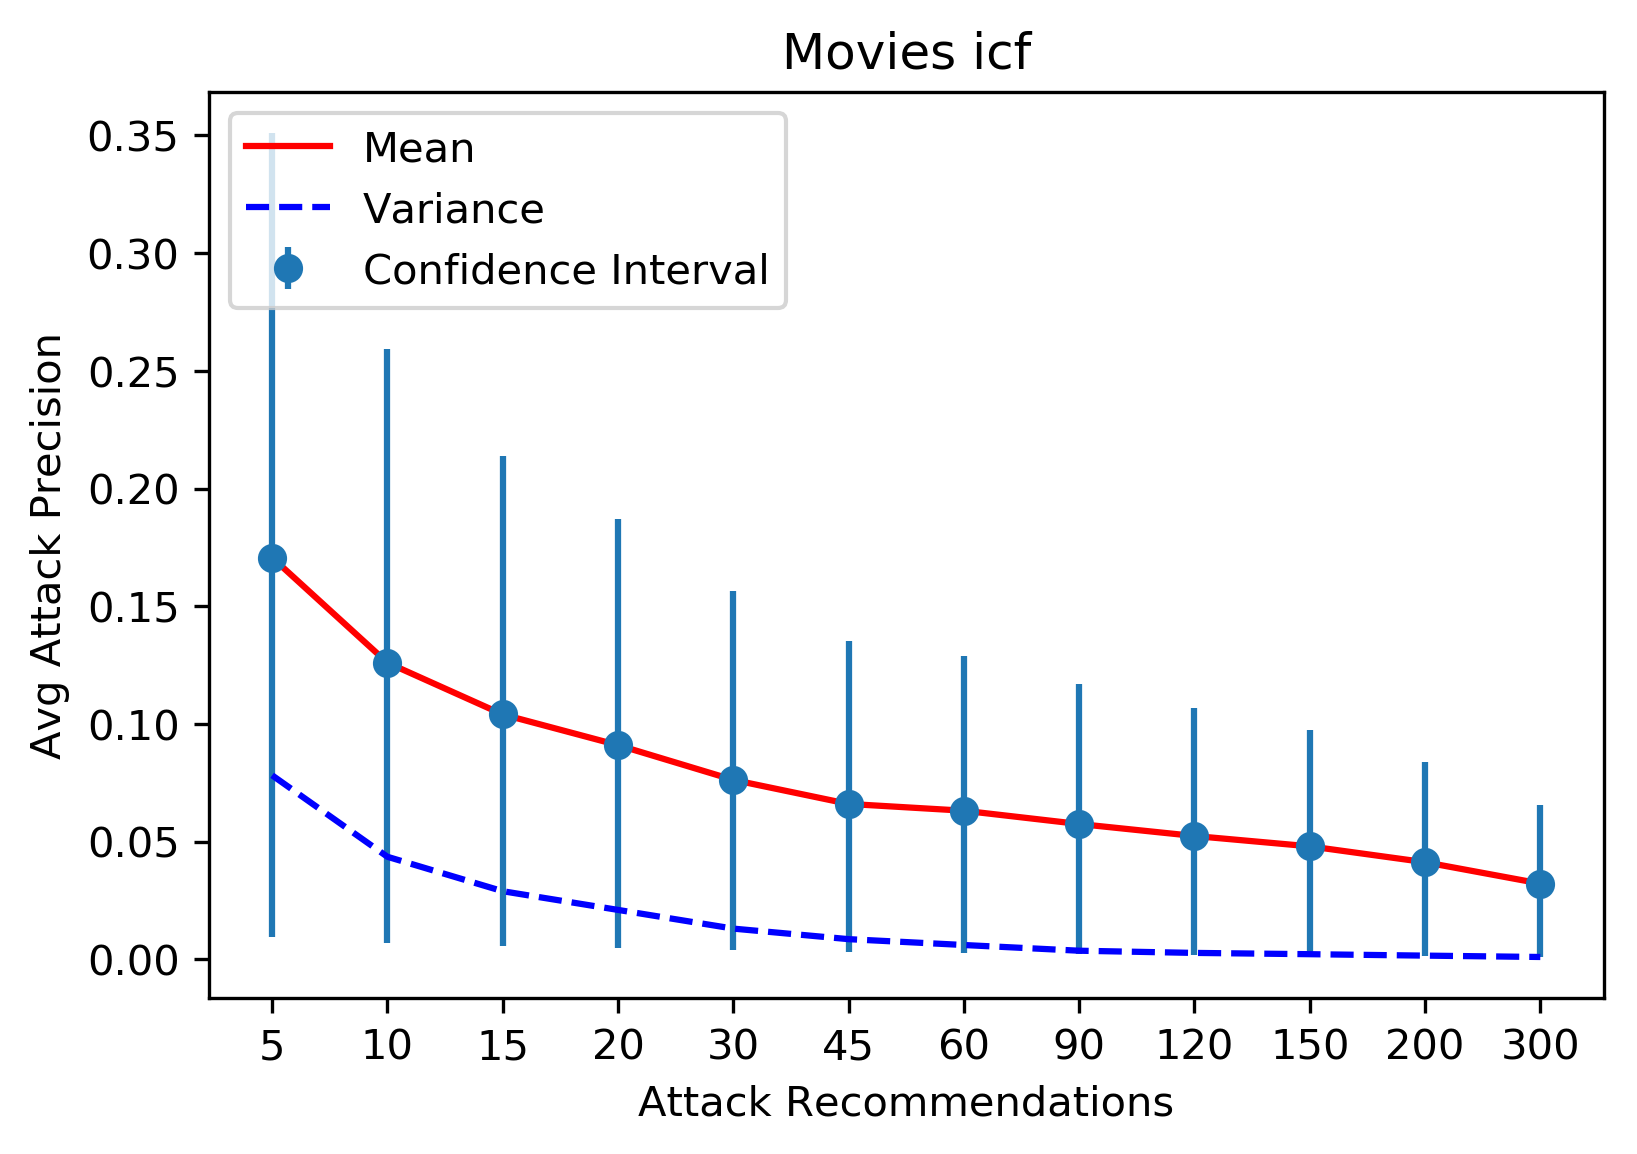 Movies icf
Mean
Variance
Confidence Interval
Avg Attack Precision
0.35
0.30
0.25
0.20
0.15
0.10
0.05
0.00
5 10 15 20 30 45 60 90 120 150 200 300
Attack Recommendations